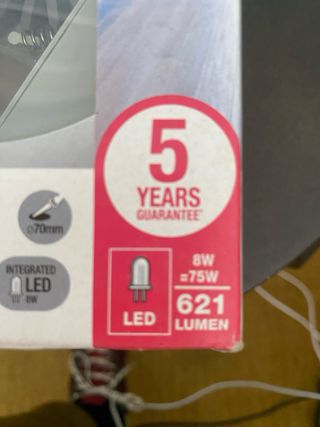 5
YEARS
GUARANTEE*
ø70mm
INTEGRATED
LED
8W
LED
8W
=75W
621
LUMEN